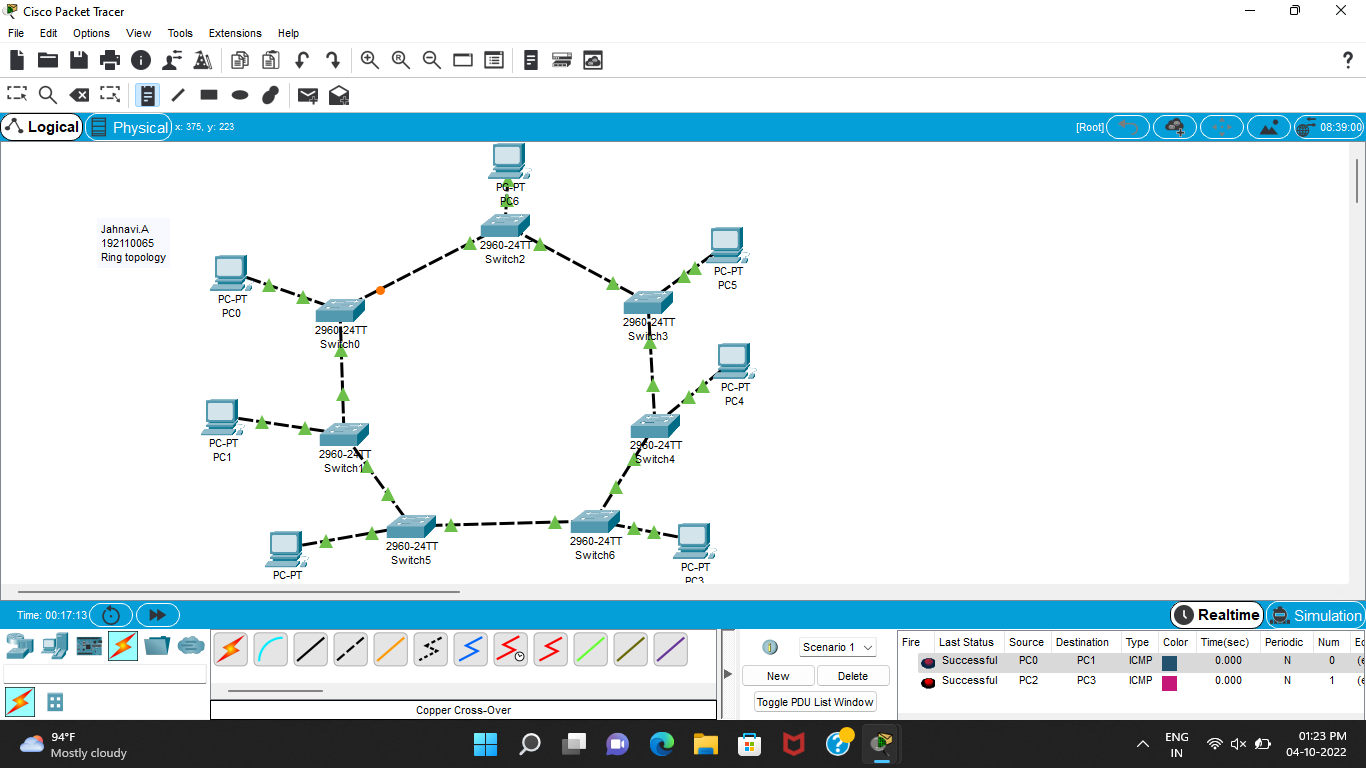 Cisco Packet Tracer
File Edit Options View Tools Extensions Help
Logical Physical x: 375, y: 223 [Root] 08:39:00
PC-PT
PC6
Jahnavi.A
192110065
Ring topology
2960-24TT
Switch2
PC-PT
PC5
PC-PT
PC0
2960-24TT
Switch0
2960-24TT
Switch3
PC-PT
PC4
PC-PT
PC1
2960-24TT
Switch1
2960-24TT
Switch4
2960-24TT
Switch5
2960-24TT
Switch6
PC-PT
PC-PT
PC3
Time: 00:17:13 Realtime Simulation
Scenario 1
New Delete
Toggle PDU List Window
Fire Last Status Source Destination Type Color Time(sec) Periodic Num
Successful PC0 PC1 ICMP 0.000 N 0 (e
Successful PC2 PC3 ICMP 0.000 N 1 (e
Copper Cross-Over
94°F
Mostly cloudy
ENG
IN
01:23 PM
04-10-2022